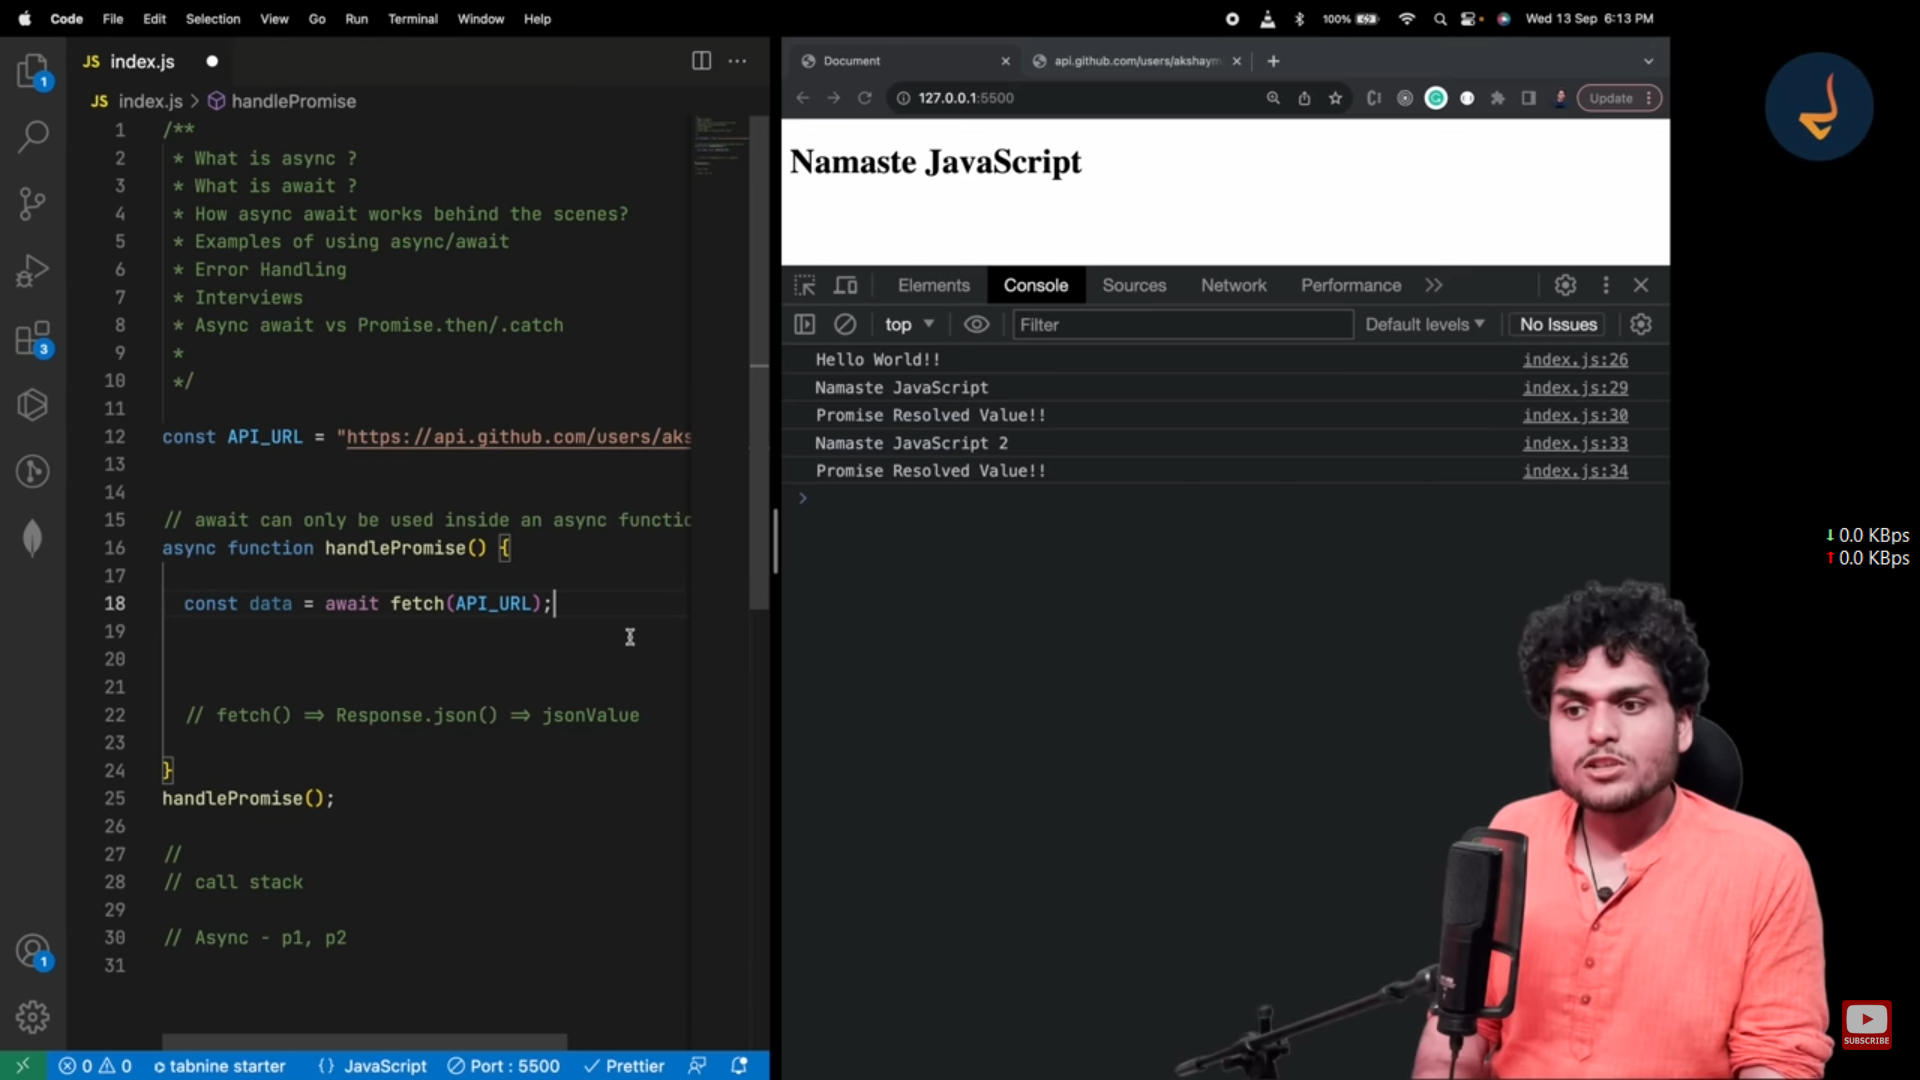 Code File Edit Selection View Go Run Terminal Window Help
100% Wed 13 Sep 6:13 PM
JS index.js
JS index.js > handlePromise
1 /**
2 * What is async ?
3 * What is await ?
4 * How async await works behind the scenes?
5 * Examples of using async/await
6 * Error Handling
7 * Interviews
8 * Async await vs Promise.then/.catch
9 *
10 */
11
12 const API_URL = "https://api.github.com/users/aks
13
14
15 // await can only be used inside an async functio
16 async function handlePromise() {
17
18 const data = await fetch(API_URL);
19
20
21
22 // fetch() => Response.json() => jsonValue
23
24 }
25 handlePromise();
26
27 //
28 // call stack
29
30 // Async - p1, p2
31
1
3
1
0 0 tabnine starter {} JavaScript Port : 5500 Prettier
Document
api.github.com/users/akshaym
127.0.0.1:5500
Update
Namaste JavaScript
Elements Console Sources Network Performance
top Filter Default levels No Issues
Hello World!! index.js:26
Namaste JavaScript index.js:29
Promise Resolved Value!! index.js:30
Namaste JavaScript 2 index.js:33
Promise Resolved Value!! index.js:34
>
↓ 0.0 KBps
↑ 0.0 KBps
SUBSCRIBE